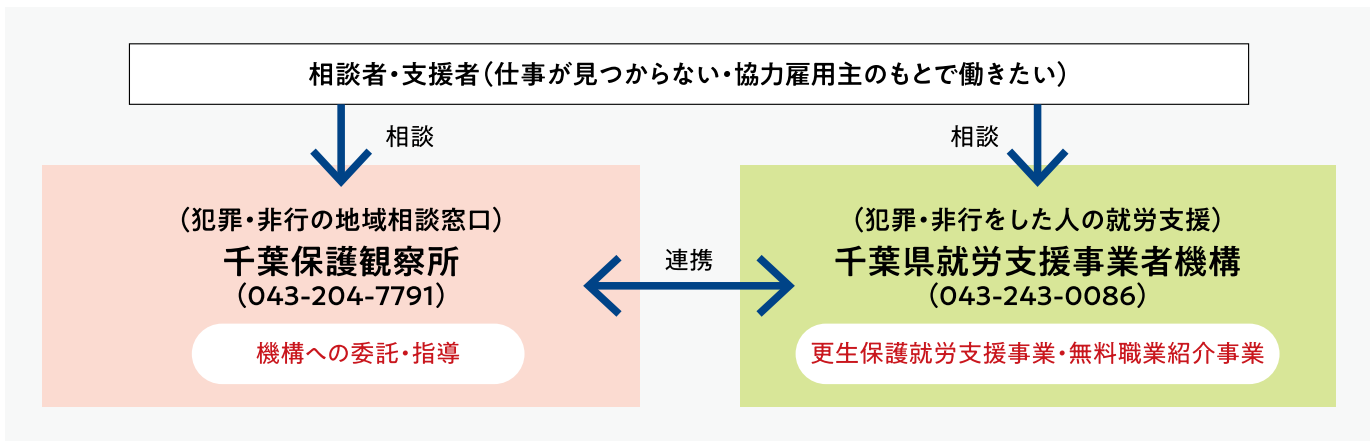 相談者・支援者（仕事が見つからない・協力雇用主のもとで働きたい）
相談
相談
（犯罪・非行の地域相談窓口）
千葉保護観察所
（043-204-7791）
機構への委託・指導
連携
（犯罪・非行をした人の就労支援）
千葉県就労支援事業者機構
（043-243-0086）
更生保護就労支援事業・無料職業紹介事業